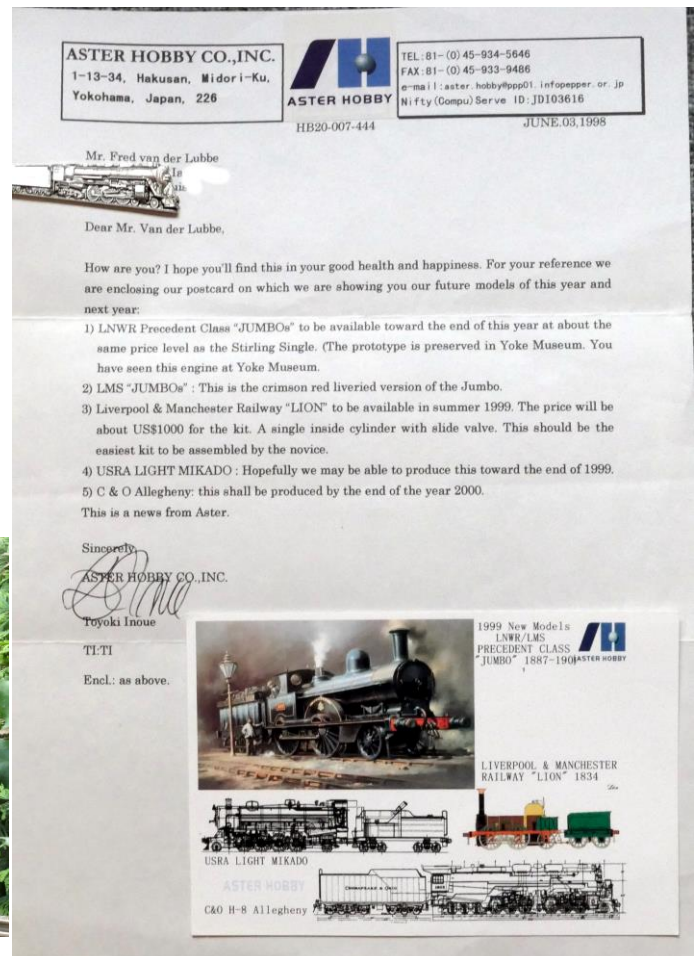 ASTER HOBBY CO.,INC.
1-13-34, Hakusan, Midori-Ku,
Yokohama, Japan, 226
ASTER HOBBY
TEL:81-(0)45-934-5646
FAX:81-(0)45-933-9486
e-mail:aster.hobby@ppp01.infopepper.or.jp
Nifty(Compu)Serve ID:JDI03616
HB20-007-444
JUNE.03,1998
Mr. Fred van der Lubbe
Dear Mr. Van der Lubbe,
How are you? I hope you'll find this in your good health and happiness. For your reference we
are enclosing our postcard on which we are showing you our future models of this year and
next year:
1) LNWR Precedent Class "JUMBOs" to be available toward the end of this year at about the
same price level as the Stirling Single. (The prototype is preserved in Yoke Museum. You
have seen this engine at Yoke Museum.
2) LMS "JUMBOs" : This is the crimson red liveried version of the Jumbo.
3) Liverpool & Manchester Railway "LION" to be available in summer 1999. The price will be
about US$1000 for the kit. A single inside cylinder with slide valve. This should be the
easiest kit to be assembled by the novice.
4) USRA LIGHT MIKADO : Hopefully we may be able to produce this toward the end of 1999.
5) C & O Allegheny: this shall be produced by the end of the year 2000.
This is a news from Aster.
Sincerely,
ASTER HOBBY CO.,INC.
Toyoki Inoue
TI:TI
Encl.: as above.
1999 New Models
LNWR/LMS
PRECEDENT CLASS
"JUMBO" 1887-190
ASTER HOBBY
LIVERPOOL & MANCHESTER
RAILWAY "LION" 1834
USRA LIGHT MIKADO
ASTER HOBBY
CHESAPEAKE & OHIO
C&O H-8 Allegheny